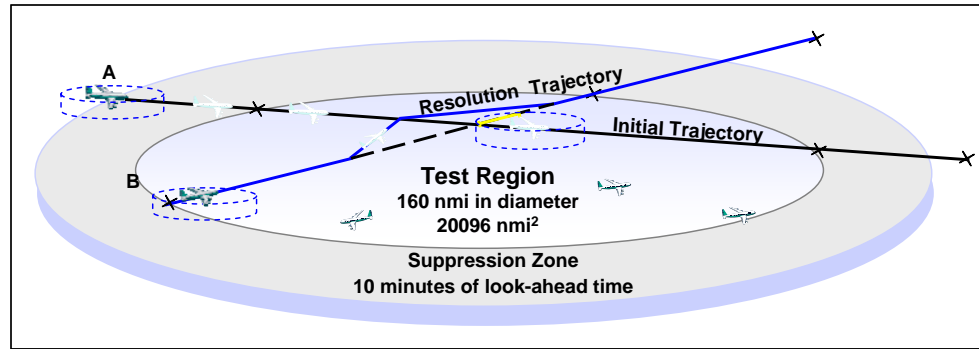 A
Resolution Trajectory
Initial Trajectory
B
Test Region
160 nmi in diameter
20096 nmi²
Suppression Zone
10 minutes of look-ahead time